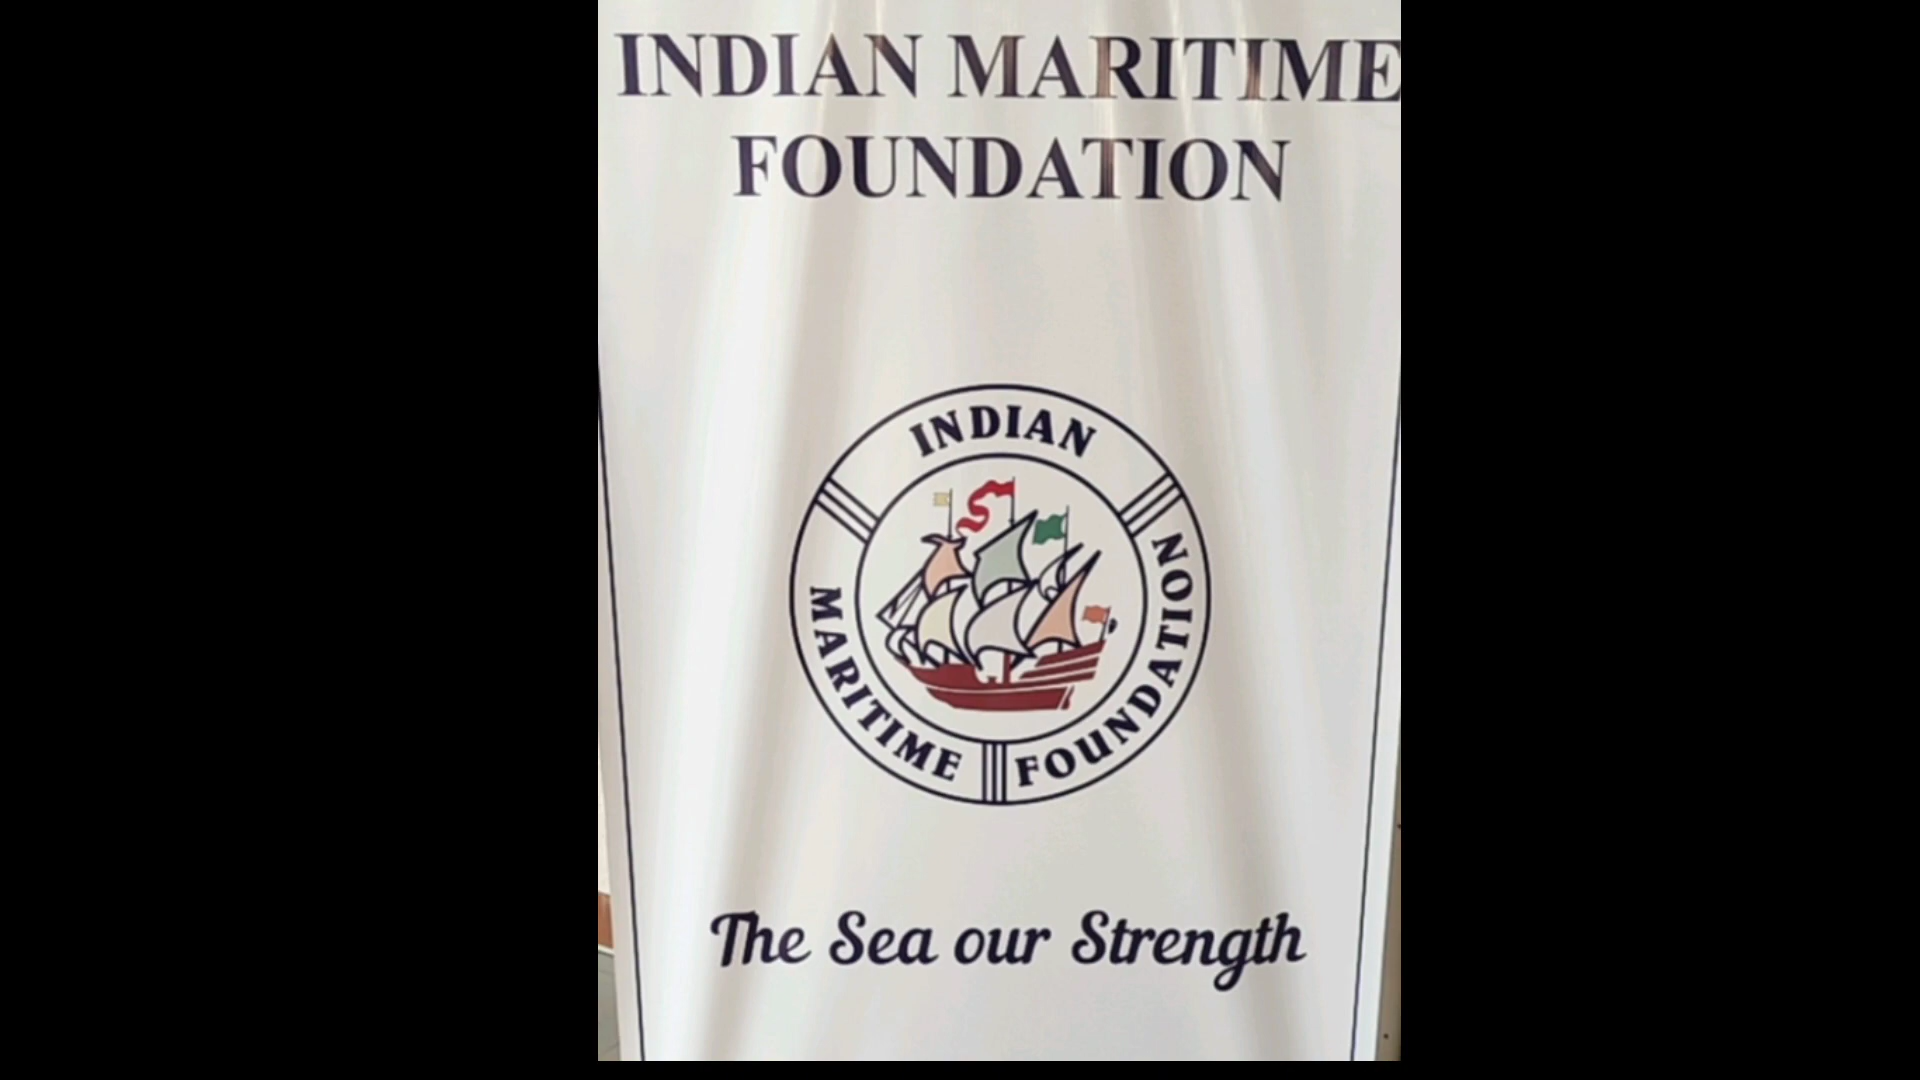 INDIAN MARITIME
FOUNDATION
INDIAN
MARITIME
FOUNDATION
The Sea our Strength